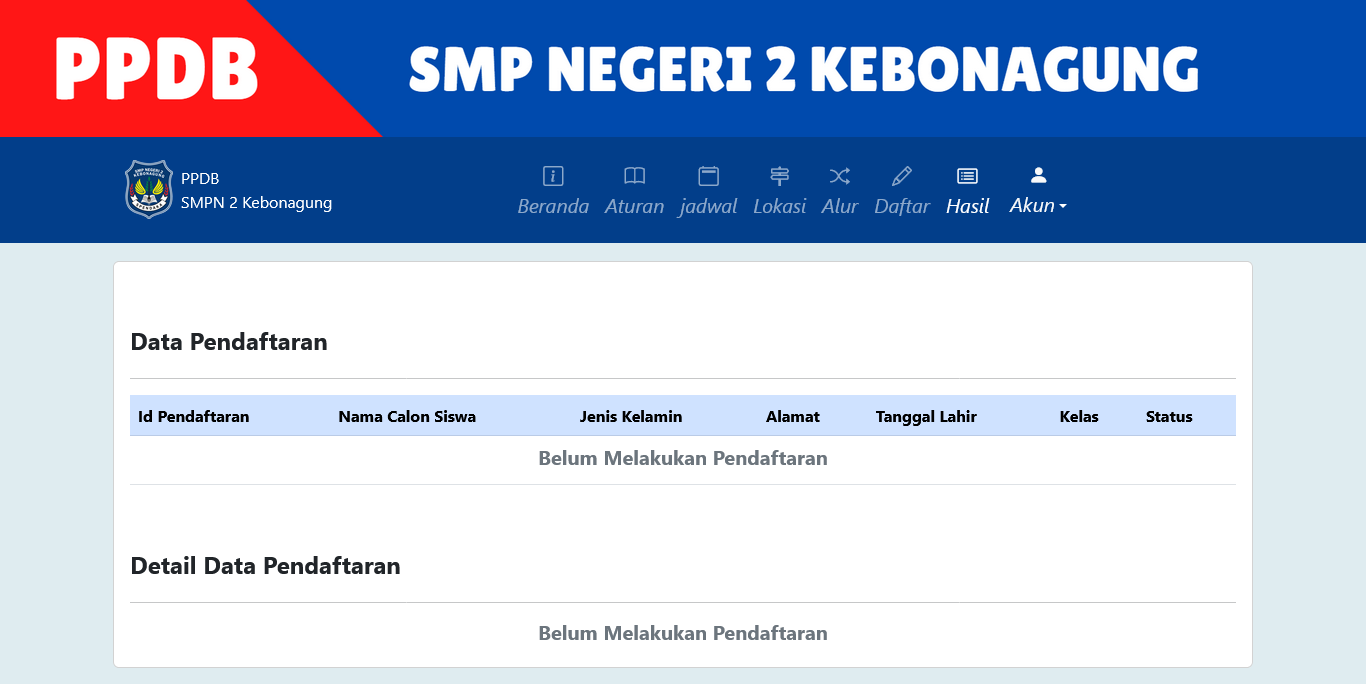 PPDB
SMP NEGERI 2 KEBONAGUNG
SMP NEGERI 2
KEBONAGUNG
PPDB
SMPN 2 Kebonagung
Beranda Aturan jadwal Lokasi Alur Daftar Hasil Akun
Data Pendaftaran
Id Pendaftaran Nama Calon Siswa Jenis Kelamin Alamat Tanggal Lahir Kelas Status
Belum Melakukan Pendaftaran
Detail Data Pendaftaran
Belum Melakukan Pendaftaran